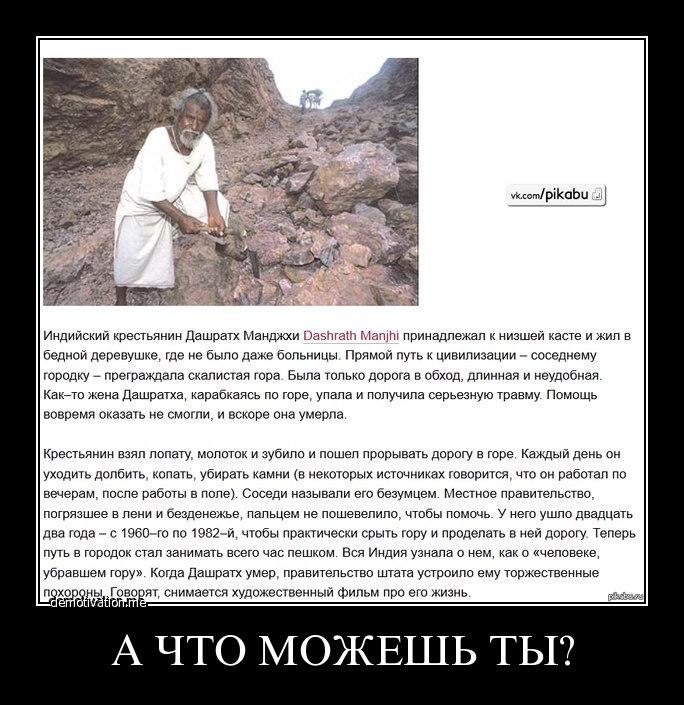 vk.com/pikabu
Индийский крестьянин Дашратх Манджхи Dashrath Manjhi принадлежал к низшей касте и жил в
бедной деревушке, где не было даже больницы. Прямой путь к цивилизации – соседнему
городку – преграждала скалистая гора. Была только дорога в обход, длинная и неудобная.
Как–то жена Дашратха, карабкаясь по горе, упала и получила серьезную травму. Помощь
вовремя оказать не смогли, и вскоре она умерла.
Крестьянин взял лопату, молоток и зубило и пошел прорывать дорогу в горе. Каждый день он
уходить долбить, копать, убирать камни (в некоторых источниках говорится, что он работал по
вечерам, после работы в поле). Соседи называли его безумцем. Местное правительство,
погрязшее в лени и безденежье, пальцем не пошевелило, чтобы помочь. У него ушло двадцать
два года – с 1960–го по 1982–й, чтобы практически срыть гору и проделать в ней дорогу. Теперь
путь в городок стал занимать всего час пешком. Вся Индия узнала о нем, как о «человеке,
убравшем гору». Когда Дашратх умер, правительство штата устроило ему торжественные
похороны. Говорят, снимается художественный фильм про его жизнь.
pikabu.ru
demotivation.me
А ЧТО МОЖЕШЬ ТЫ?